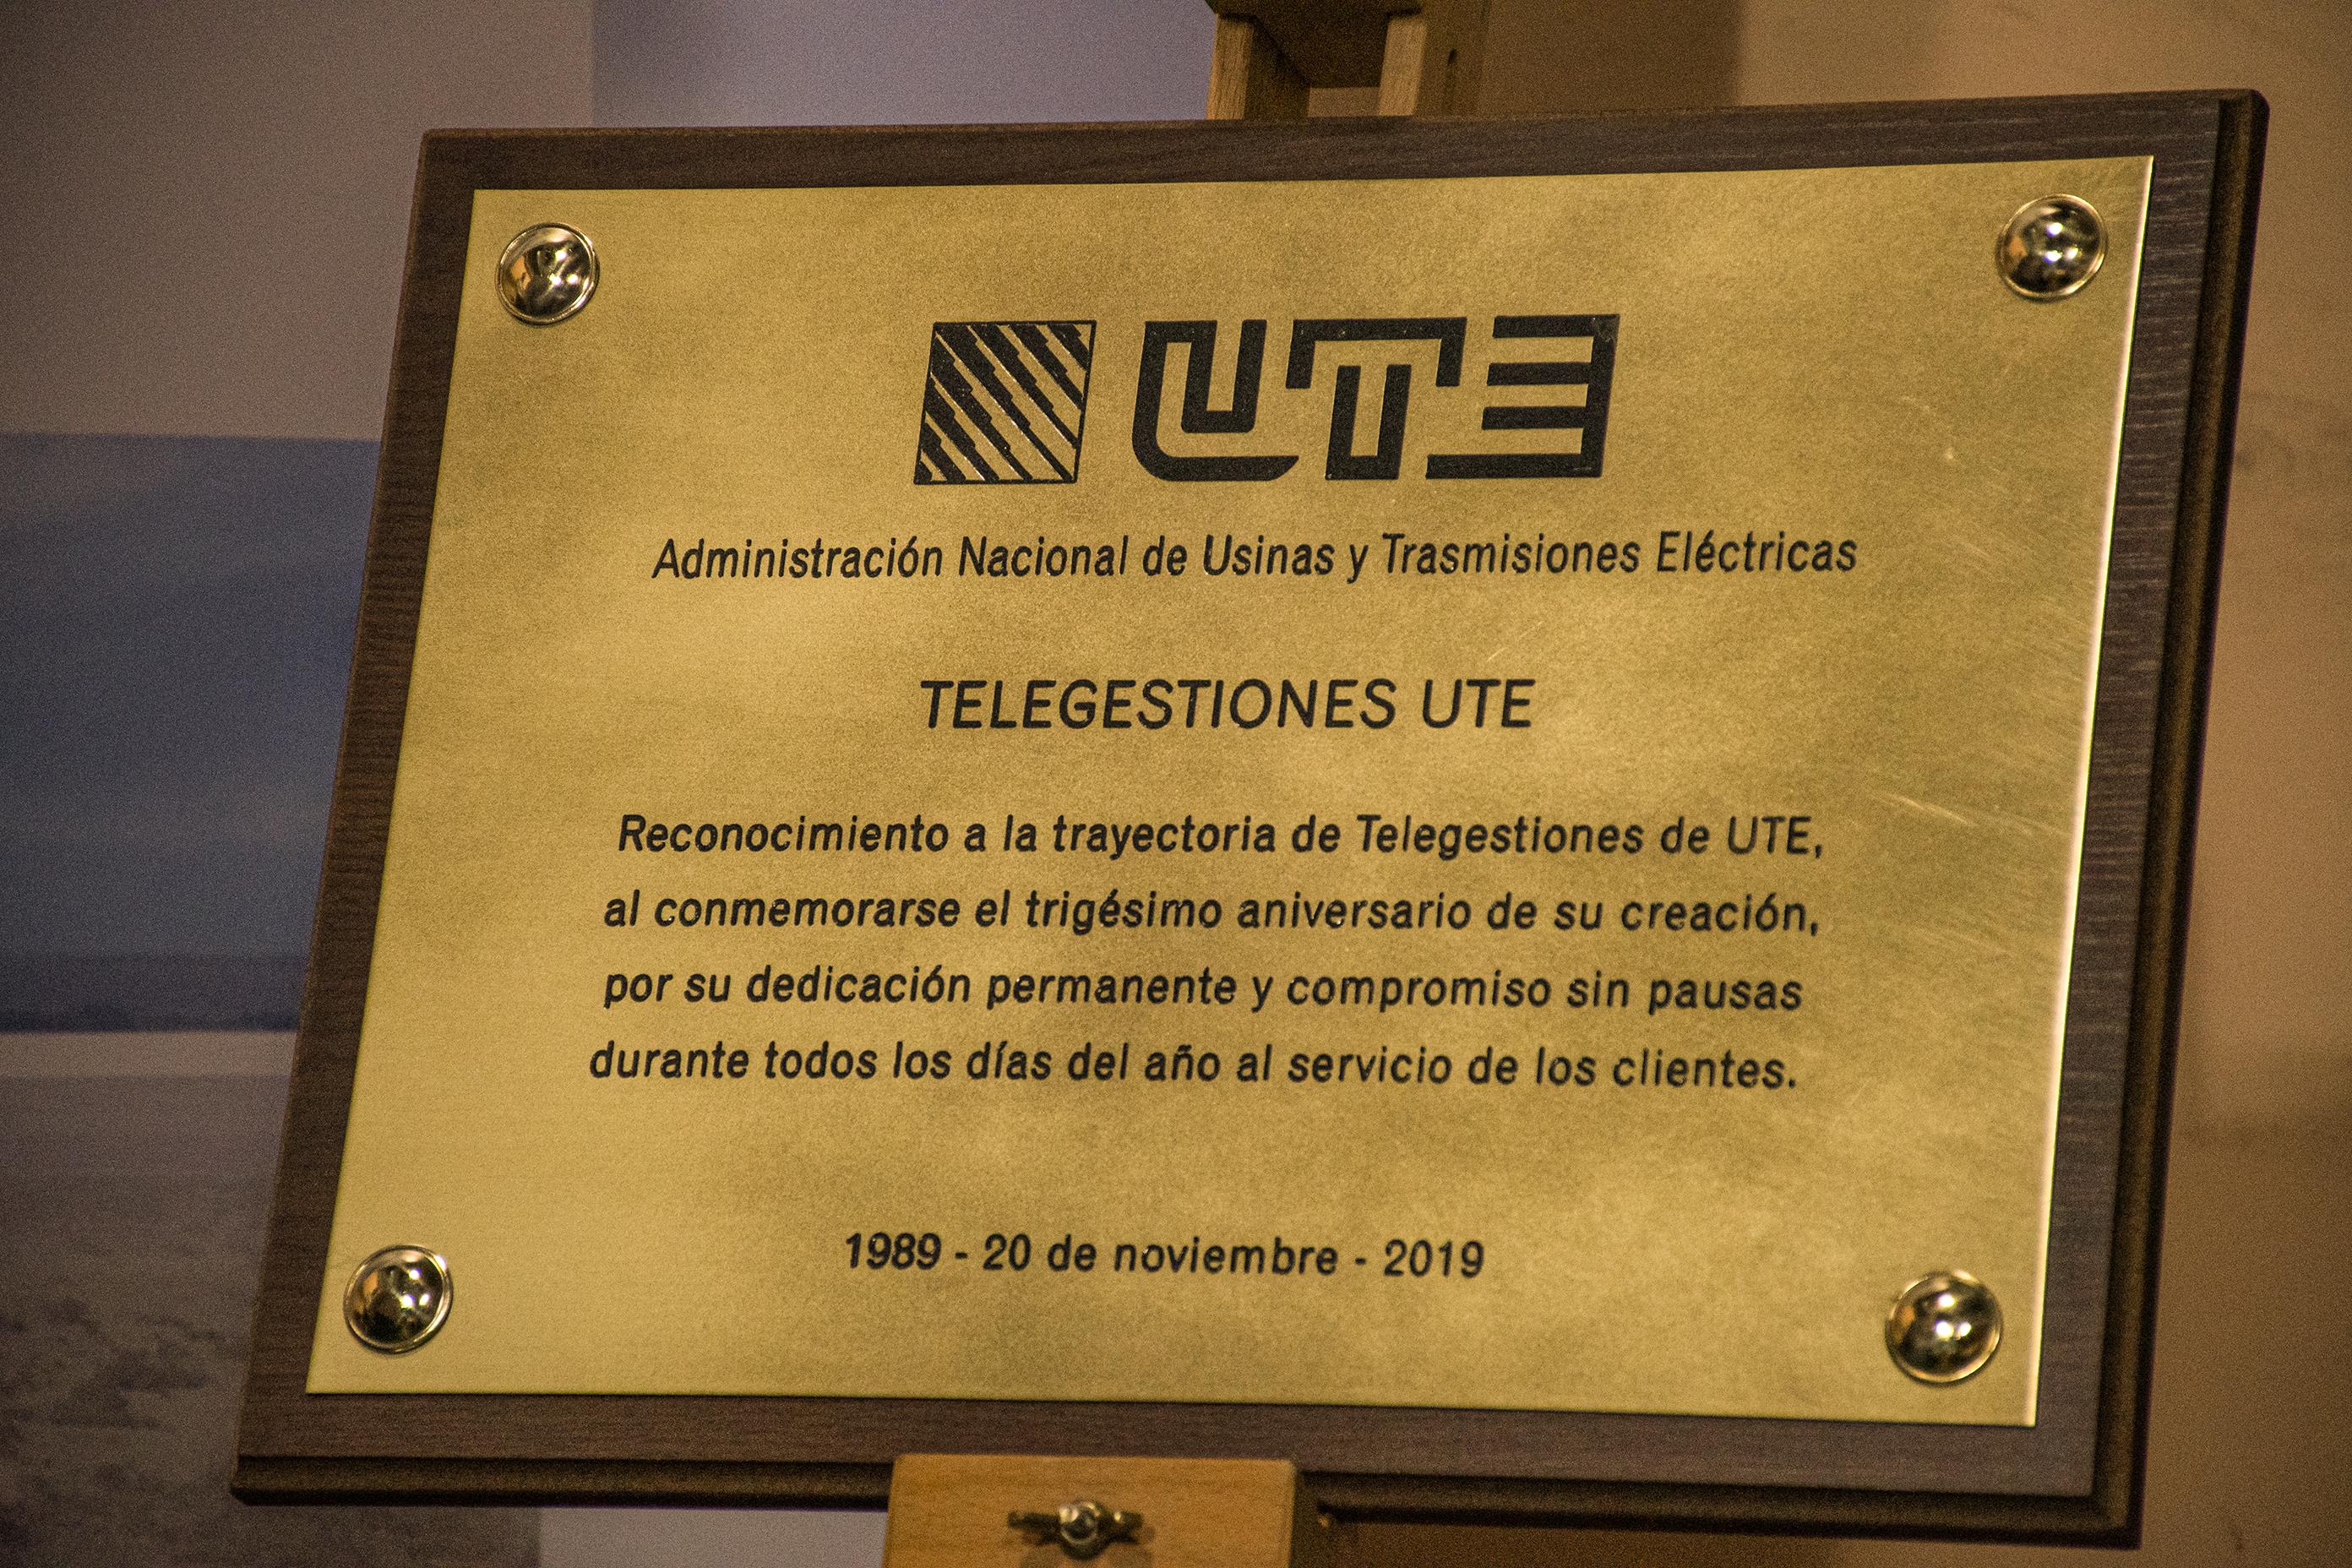 UTE
Administración Nacional de Usinas y Trasmisiones Eléctricas
TELEGESTIONES UTE
Reconocimiento a la trayectoria de Telegestiones de UTE,
al conmemorarse el trigésimo aniversario de su creación,
por su dedicación permanente y compromiso sin pausas
durante todos los días del año al servicio de los clientes.
1989 - 20 de noviembre - 2019